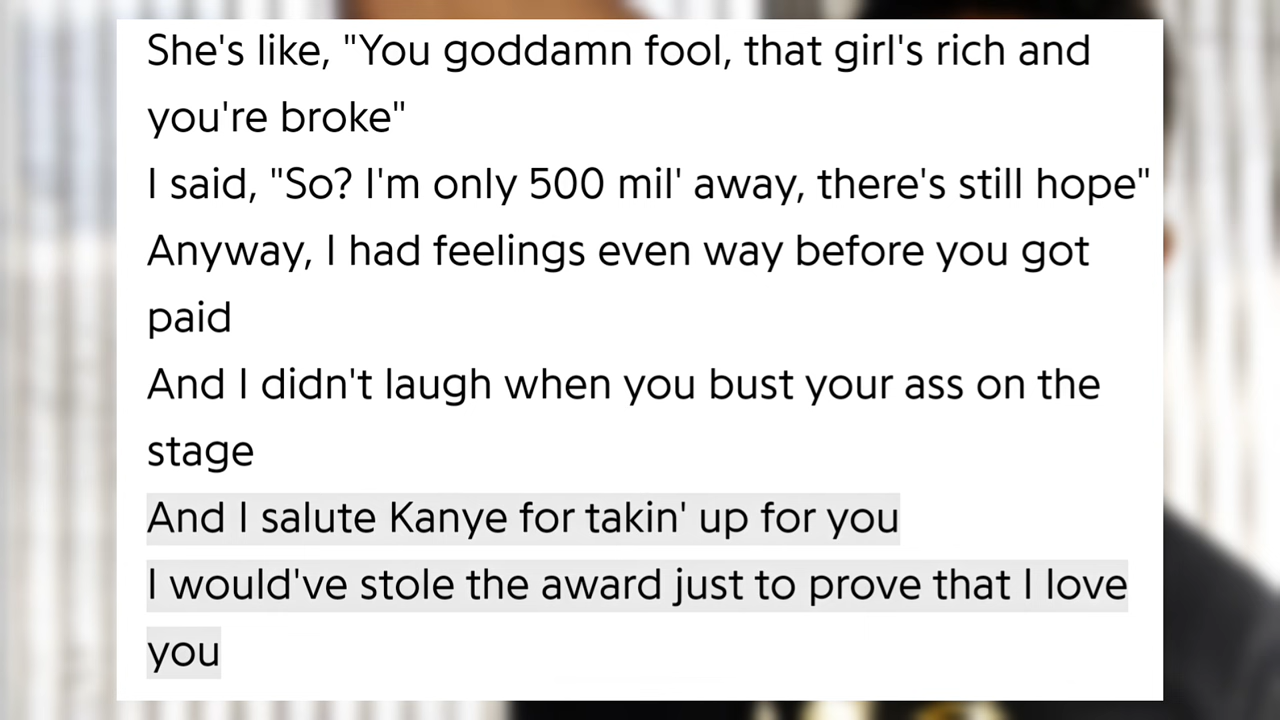 She's like, "You goddamn fool, that girl's rich and
you're broke"
I said, "So? I'm only 500 mil' away, there's still hope"
Anyway, I had feelings even way before you got
paid
And I didn't laugh when you bust your ass on the
stage
And I salute Kanye for takin' up for you
I would've stole the award just to prove that I love
you